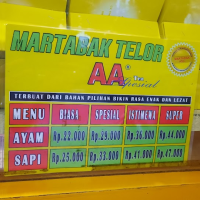 MARTABAK TELOR
AA
Spesial
TERBUAT DARI BAHAN PILIHAN BIKIN RASA ENAK DAN LEZAT
MENU BIASA SPESIAL ISTIMEWA SUPER
AYAM Rp.22.000 Rp.29.000 Rp.36.000 Rp.44.000
SAPI Rp.25.000 Rp.33.000 Rp.41.000 Rp.47.000